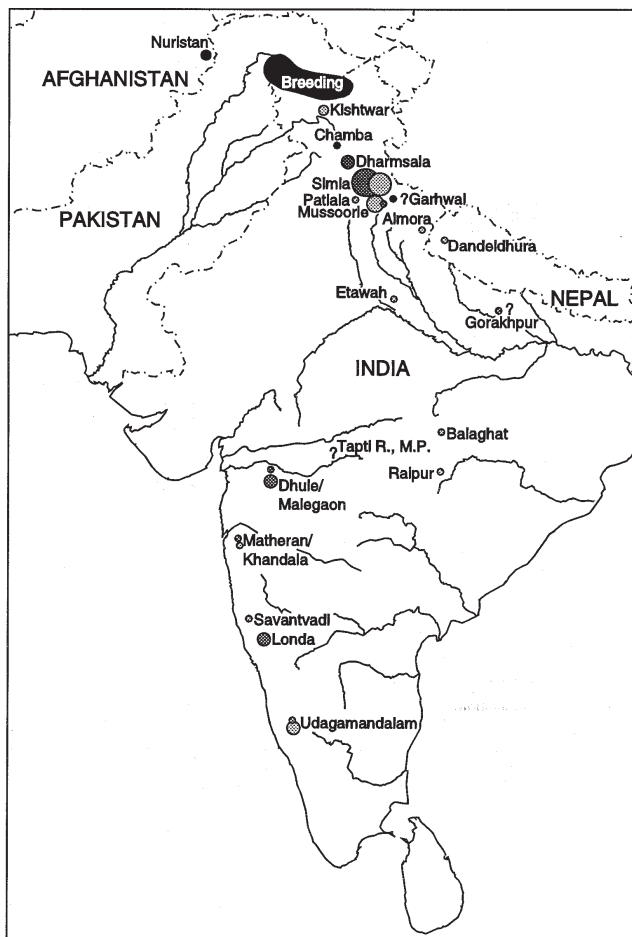 Nuristan
AFGHANISTAN
Breeding
Kishtwar
Chamba
Dharmsala
Simla
Patiala
?Garhwal
Mussoorie
Almora
Dandeldhura
PAKISTAN
Etawah
NEPAL
?
Gorakhpur
INDIA
Balaghat
?Tapti R., M.P.
Raipur
Dhule/
Malegaon
Matheran/
Khandala
Savantvadi
Londa
Udagamandalam